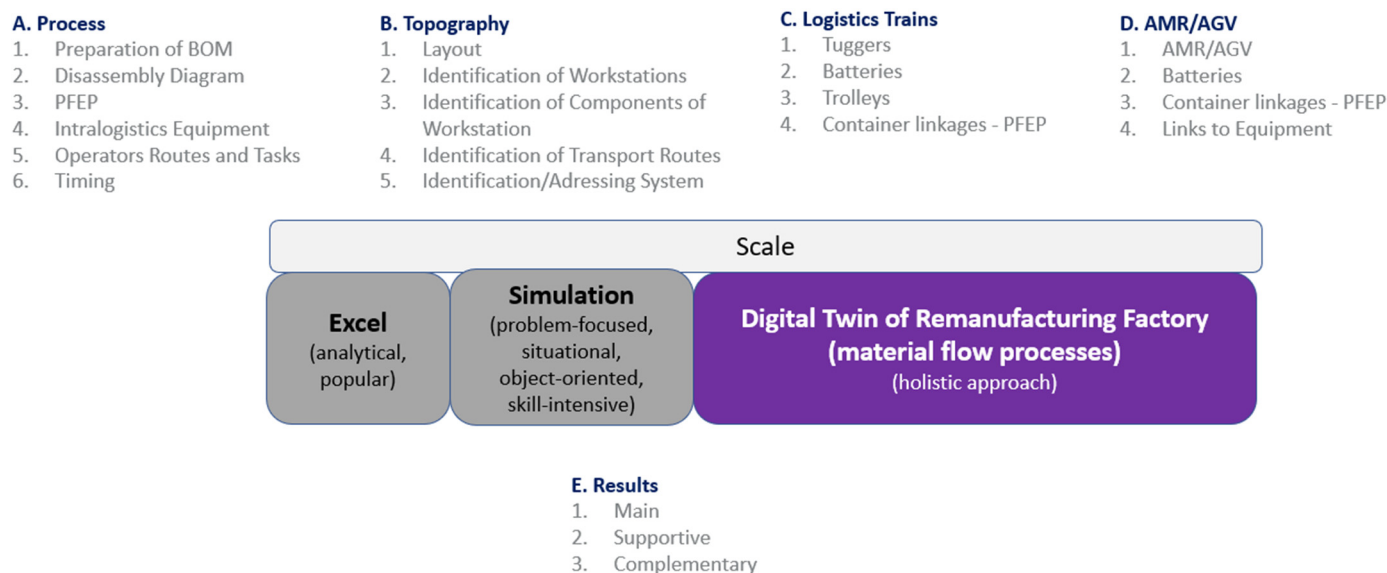 A. Process
1. Preparation of BOM
2. Disassembly Diagram
3. PFEP
4. Intralogistics Equipment
5. Operators Routes and Tasks
6. Timing
B. Topography
1. Layout
2. Identification of Workstations
3. Identification of Components of
Workstation
4. Identification of Transport Routes
5. Identification/Adressing System
C. Logistics Trains
1. Tuggers
2. Batteries
3. Trolleys
4. Container linkages - PFEP
D. AMR/AGV
1. AMR/AGV
2. Batteries
3. Container linkages - PFEP
4. Links to Equipment
Scale
Excel
(analytical,
popular)
Simulation
(problem-focused,
situational,
object-oriented,
skill-intensive)
Digital Twin of Remanufacturing Factory
(material flow processes)
(holistic approach)
E. Results
1. Main
2. Supportive
3. Complementary